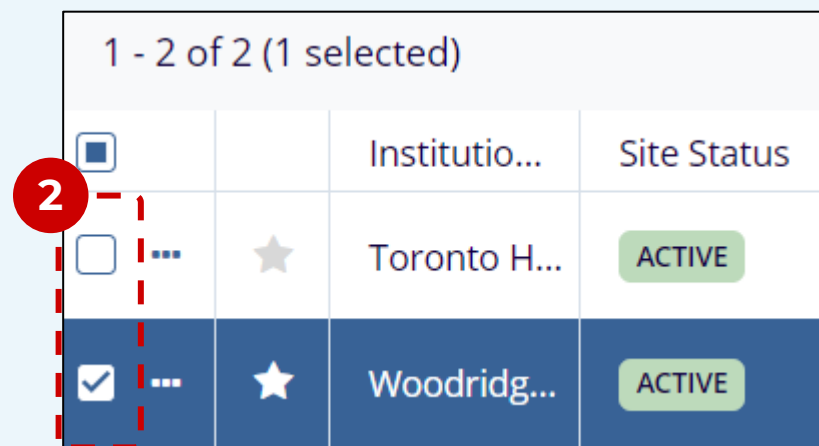 1 - 2 of 2 (1 selected)
Institutio... Site Status
2
Toronto H... ACTIVE
Woodridg... ACTIVE